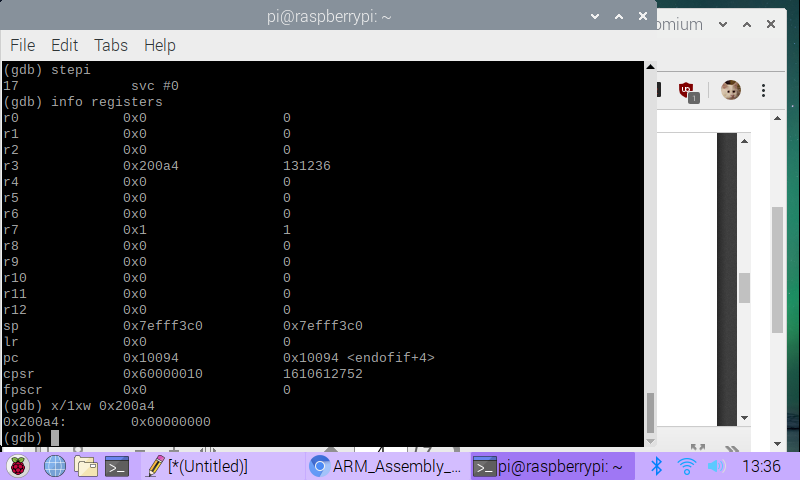 pi@raspberrypi: ~
omium
File Edit Tabs Help
(gdb) stepi
17 svc #0
(gdb) info registers
r0 0x0 0
r1 0x0 0
r2 0x0 0
r3 0x200a4 131236
r4 0x0 0
r5 0x0 0
r6 0x0 0
r7 0x1 1
r8 0x0 0
r9 0x0 0
r10 0x0 0
r11 0x0 0
r12 0x0 0
sp 0x7efff3c0 0x7efff3c0
lr 0x0 0
pc 0x10094 0x10094 <endofif+4>
cpsr 0x60000010 1610612752
fpscr 0x0 0
(gdb) x/1xw 0x200a4
0x200a4: 0x00000000
(gdb)
1
[*(Untitled)] ARM_Assembly_... pi@raspberrypi: ~ 13:36